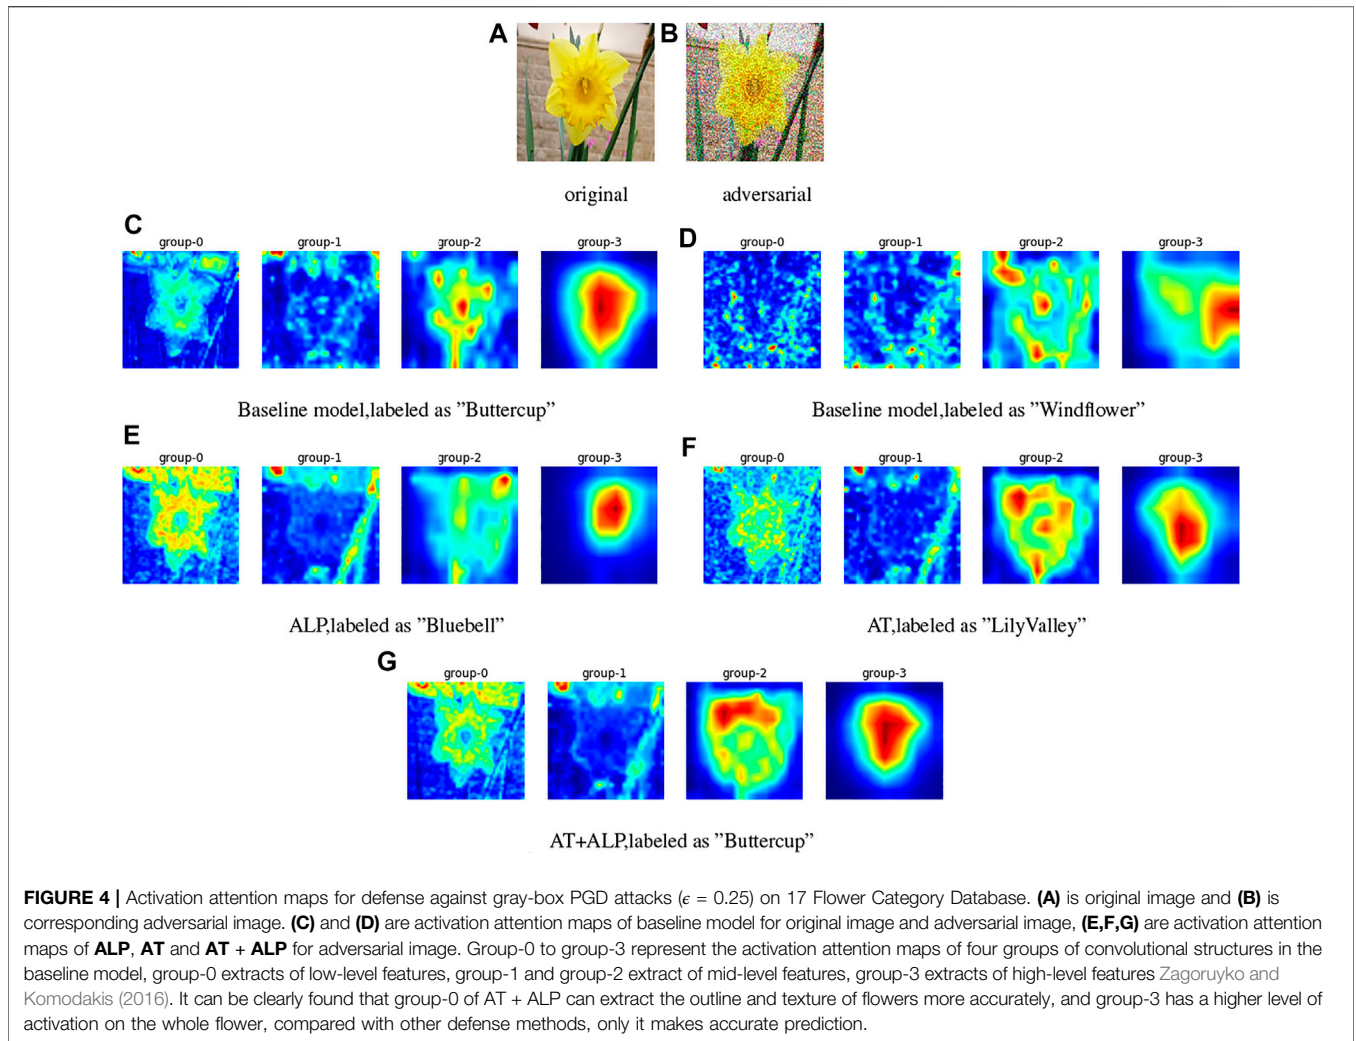 A
B
original
adversarial
C
group-0
group-1
group-2
group-3
D
group-0
group-1
group-2
group-3
Baseline model,labeled as ”Buttercup”
Baseline model,labeled as ”Windflower”
E
group-0
group-1
group-2
group-3
F
group-0
group-1
group-2
group-3
ALP,labeled as ”Bluebell”
AT,labeled as ”LilyValley”
G
group-0
group-1
group-2
group-3
AT+ALP,labeled as ”Buttercup”
FIGURE 4 | Activation attention maps for defense against gray-box PGD attacks (ϵ = 0.25) on 17 Flower Category Database. (A) is original image and (B) is
corresponding adversarial image. (C) and (D) are activation attention maps of baseline model for original image and adversarial image, (E,F,G) are activation attention
maps of ALP, AT and AT + ALP for adversarial image. Group-0 to group-3 represent the activation attention maps of four groups of convolutional structures in the
baseline model, group-0 extracts of low-level features, group-1 and group-2 extract of mid-level features, group-3 extracts of high-level features Zagoruyko and
Komodakis (2016). It can be clearly found that group-0 of AT + ALP can extract the outline and texture of flowers more accurately, and group-3 has a higher level of
activation on the whole flower, compared with other defense methods, only it makes accurate prediction.